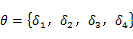 θ = {δ₁, δ₂, δ₃, δ₄}